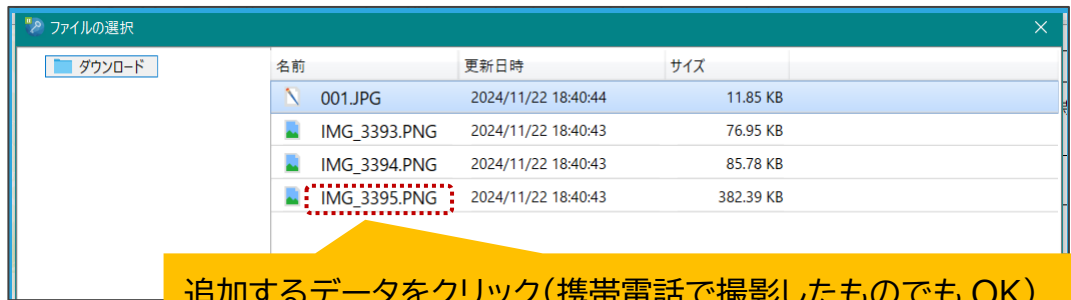 ファイルの選択
ダウンロード
名前 更新日時 サイズ
001.JPG 2024/11/22 18:40:44 11.85 KB
IMG_3393.PNG 2024/11/22 18:40:43 76.95 KB
IMG_3394.PNG 2024/11/22 18:40:43 85.78 KB
IMG_3395.PNG 2024/11/22 18:40:43 382.39 KB
追加するデータをクリック(携帯電話で撮影したものでも OK)